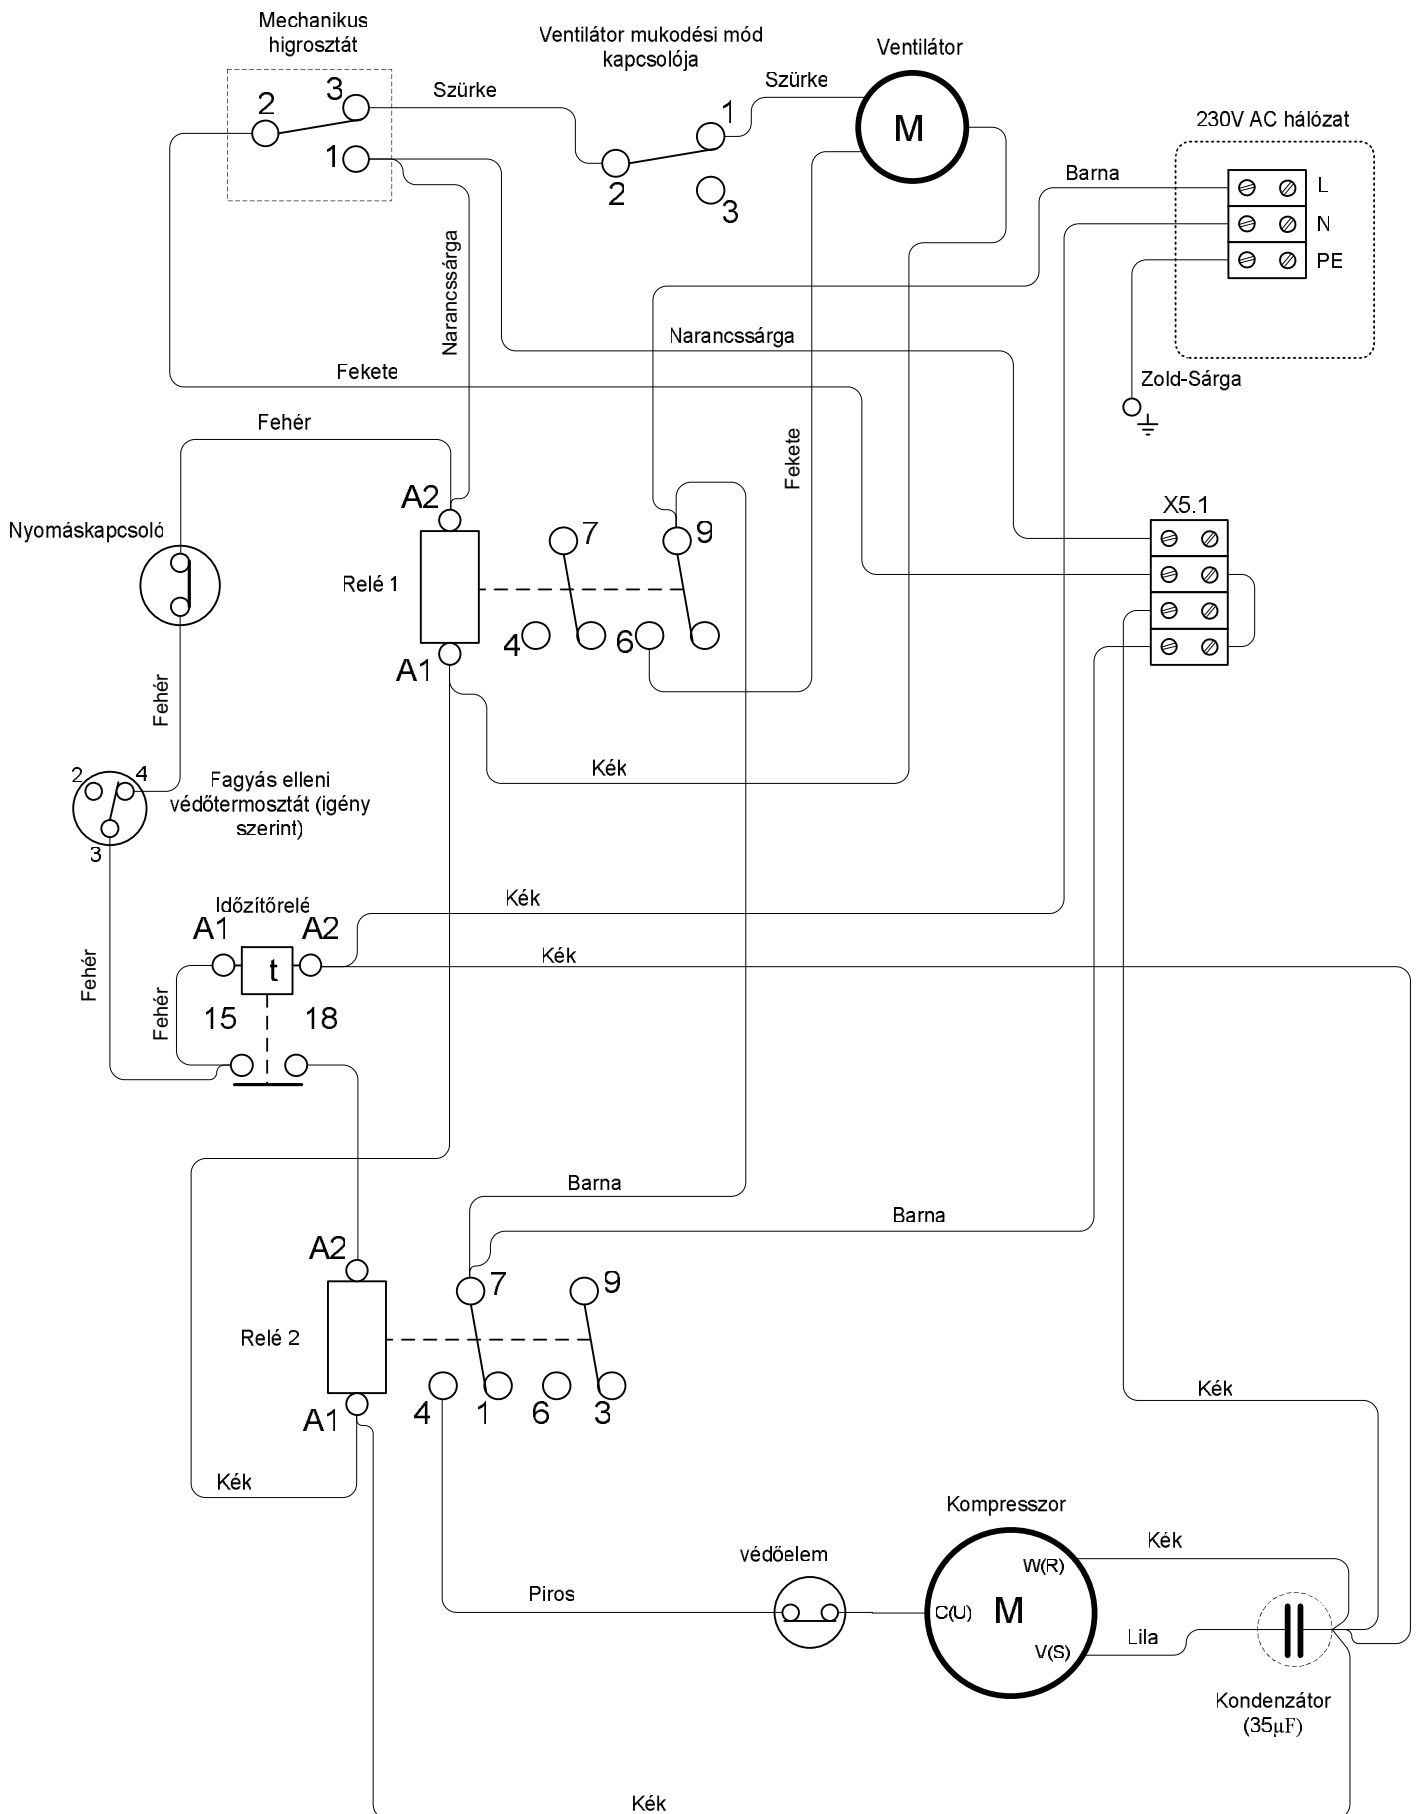 Mechanikus
higrosztát
Ventilátor mukodési mód
kapcsolója
Ventilátor
230V AC hálózat
2
3
1
Szürke
2
1
3
Szürke
M
Barna
L
N
PE
Narancssárga
Narancssárga
Fekete
Zold-Sárga
Fehér
Fekete
Nyomáskapcsoló
A2
Relé 1
A1
7
9
4
6
X5.1
Fehér
2
4
3
Fagyás elleni
védőtermosztát (igény
szerint)
Kék
Időzítőrelé
A1
A2
t
15
18
Kék
Kék
Fehér
Fehér
Barna
Barna
A2
Relé 2
A1
7
9
4
1
6
3
Kék
Kék
Kompresszor
védőelem
Piros
W(R)
C(U)
M
V(S)
Kék
Lila
Kondenzátor
(35µF)
Kék